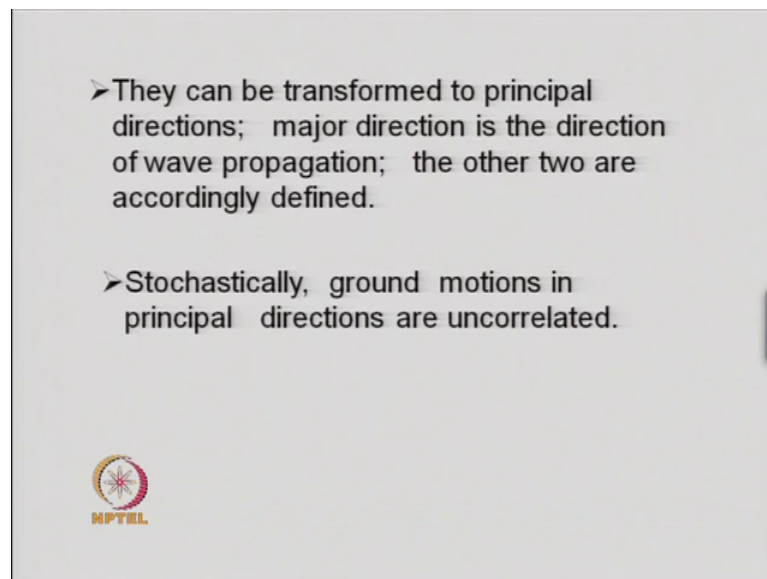 ➢They can be transformed to principal
directions; major direction is the direction
of wave propagation; the other two are
accordingly defined.
➢Stochastically, ground motions in
principal directions are uncorrelated.
NPTEL